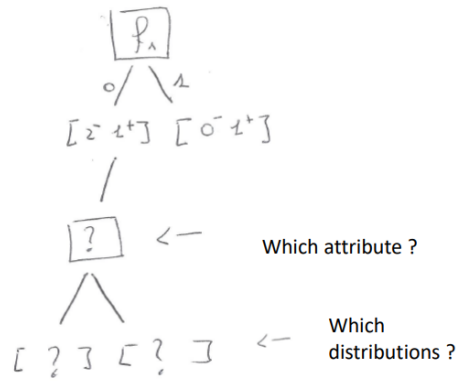 f₁
0 1
[2⁻ 1⁺] [0⁻ 1⁺]
? <— Which attribute ?
[ ? ] [ ? ] <— Which
distributions ?